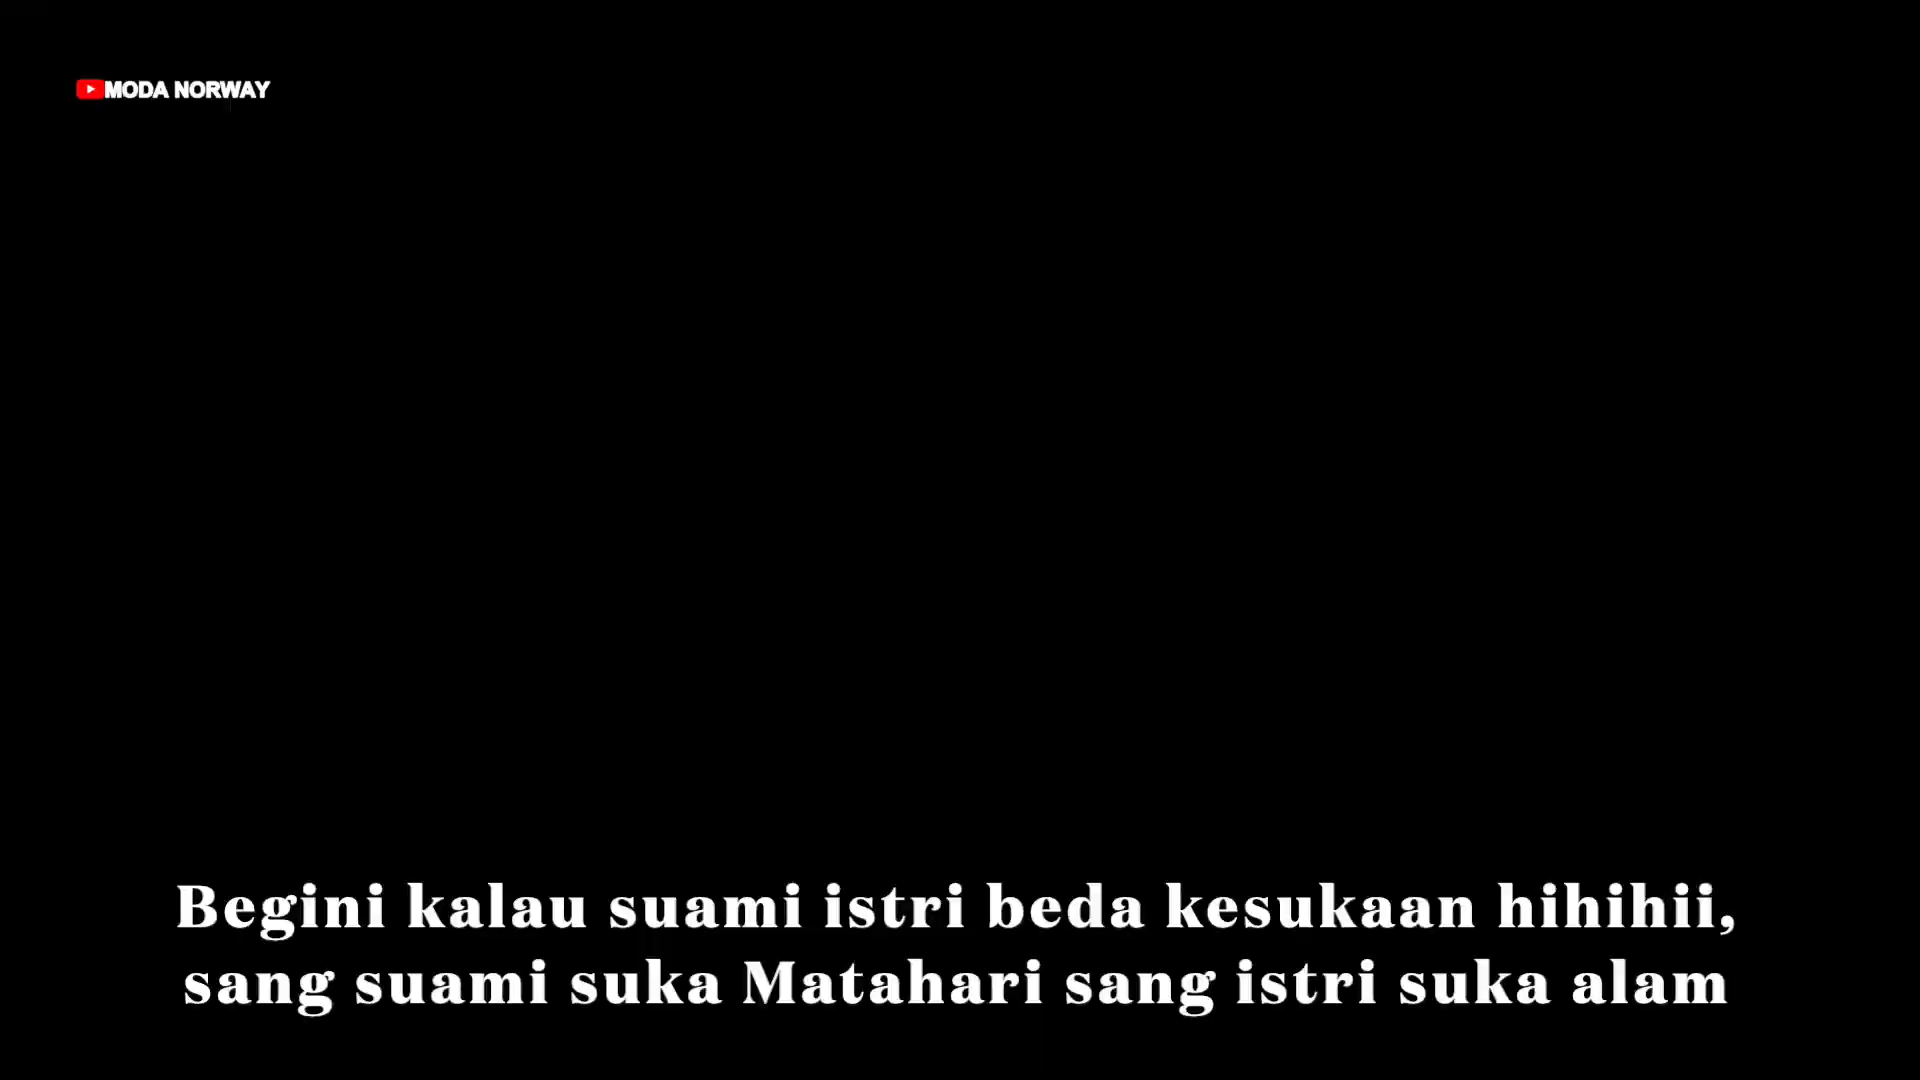 MODA NORWAY
Begini kalau suami istri beda kesukaan hihihii,
sang suami suka Matahari sang istri suka alam